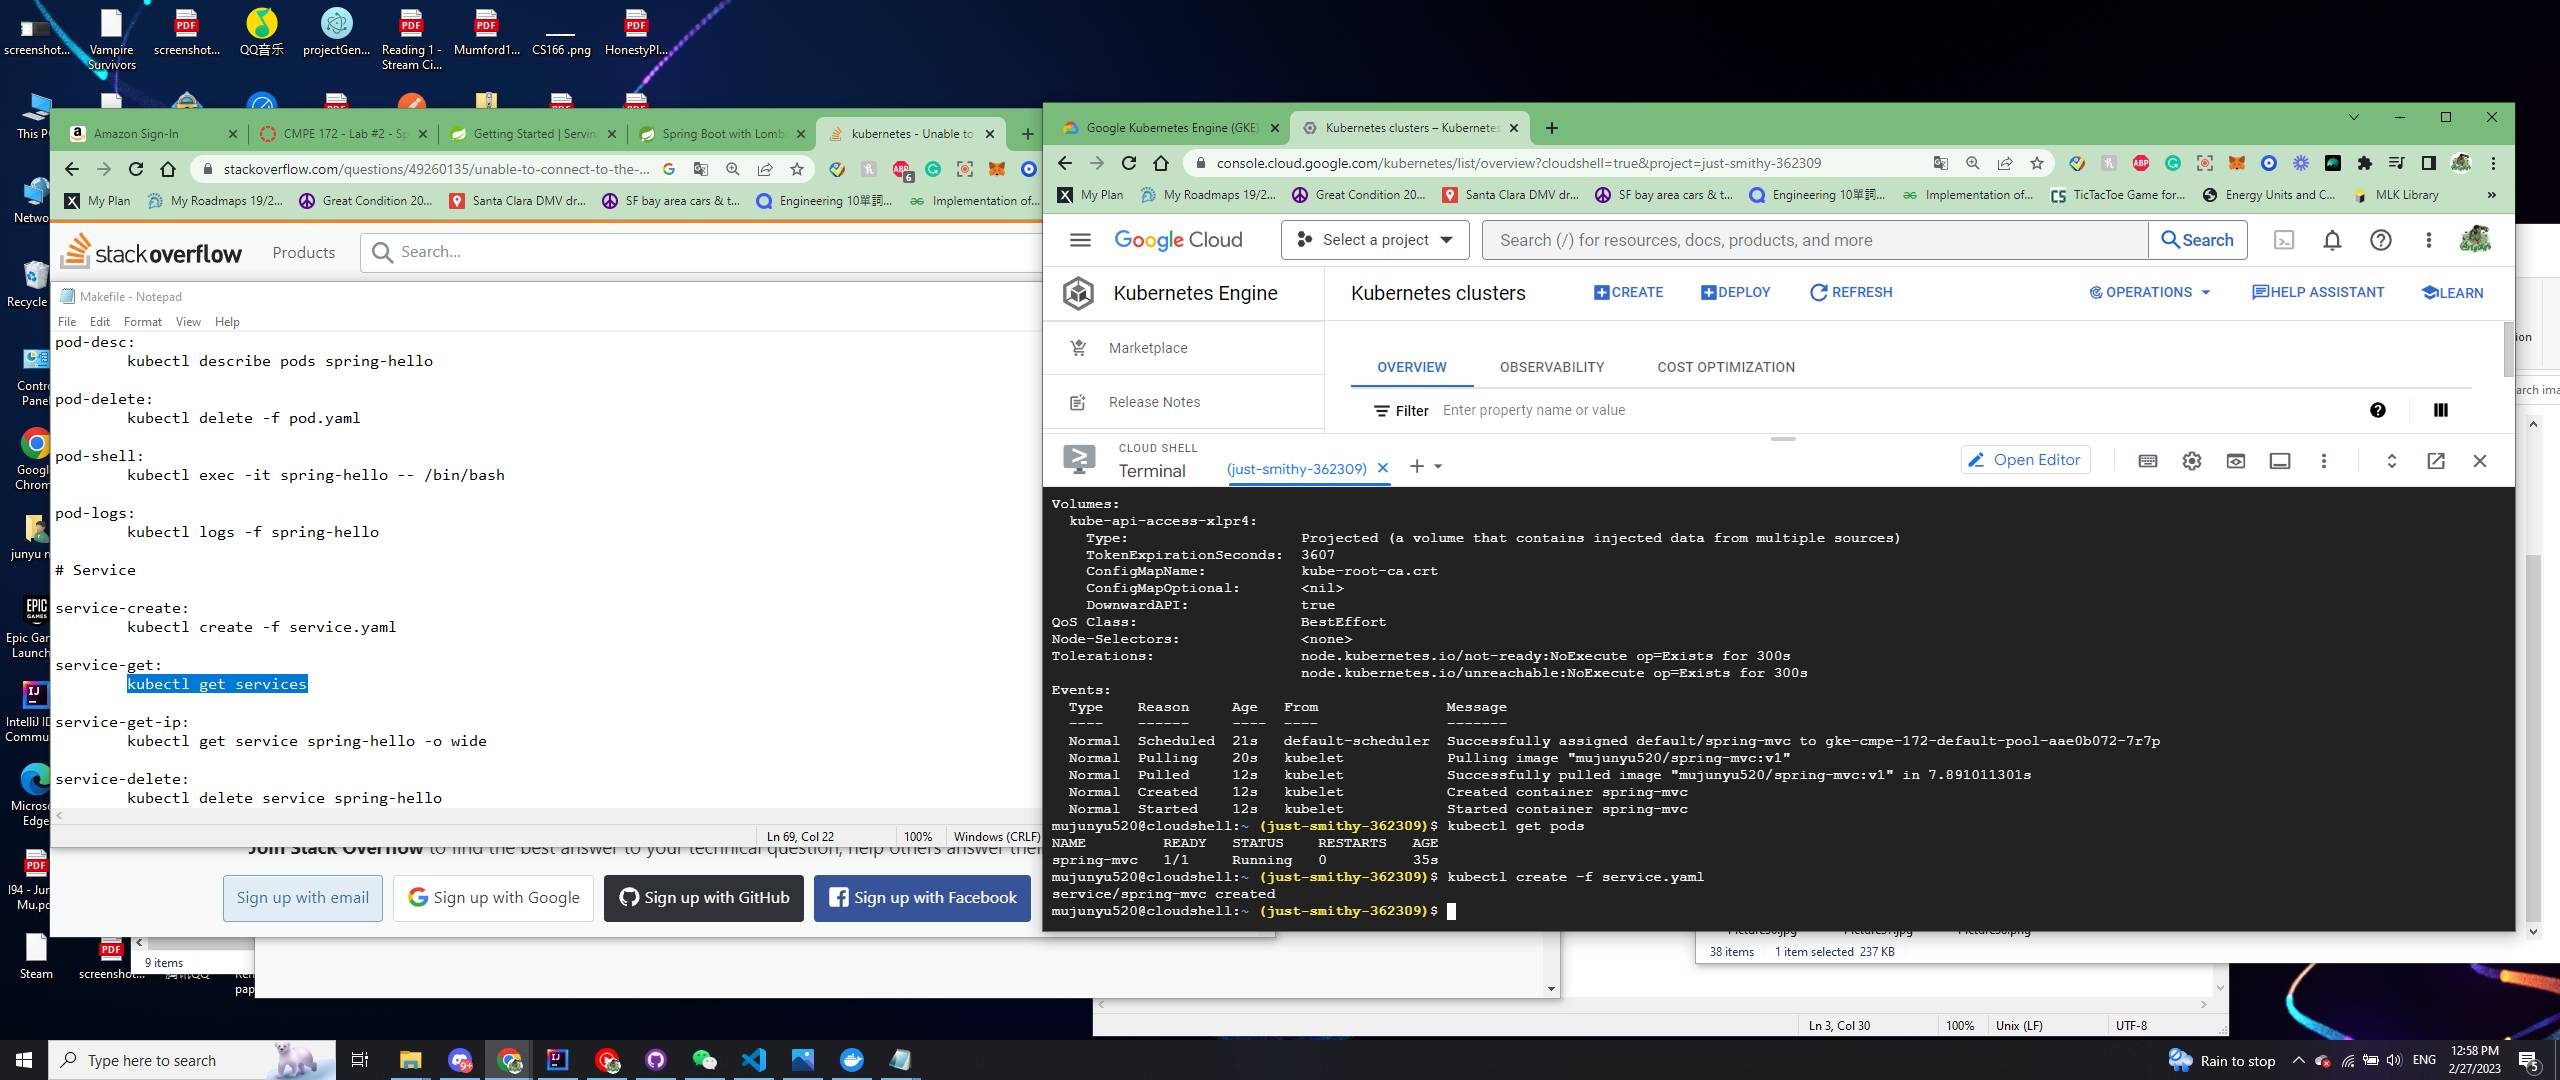 screenshot...
Vampire Survivors
screenshot...
QQ音乐
projectGen...
Reading 1 - Stream Ci...
Mumford1...
CS166 .png
HonestyPl...
This P
Netwo
Recycle
Contr
Panel
Google
Chrom
junyu m
Epic Gar
Launch
IntelliJ ID
Commu
Microso
Edge
I94 - Jun
Mu.pd
Steam
screenshot...
Amazon Sign-In
CMPE 172 - Lab #2 - Sp
Getting Started | Servin
Spring Boot with Lomb
kubernetes - Unable to
stackoverflow.com/questions/49260135/unable-to-connect-to-the-...
My Plan
My Roadmaps 19/2...
Great Condition 20...
Santa Clara DMV dr...
SF bay area cars & t...
Engineering 10單詞...
Implementation of...
stack overflow
Products
Search...
Makefile - Notepad
File Edit Format View Help
pod-desc:
kubectl describe pods spring-hello
pod-delete:
kubectl delete -f pod.yaml
pod-shell:
kubectl exec -it spring-hello -- /bin/bash
pod-logs:
kubectl logs -f spring-hello
# Service
service-create:
kubectl create -f service.yaml
service-get:
kubectl get services
service-get-ip:
kubectl get service spring-hello -o wide
service-delete:
kubectl delete service spring-hello
Ln 69, Col 22 100% Windows (CRLF)
Join Stack Overflow to find the best answer to your technical question, help others answer
Sign up with email
Sign up with Google
Sign up with GitHub
Sign up with Facebook
9 items
Google Kubernetes Engine (GKE)
Kubernetes clusters – Kubernetes
console.cloud.google.com/kubernetes/list/overview?cloudshell=true&project=just-smithy-362309
My Plan
My Roadmaps 19/2...
Great Condition 20...
Santa Clara DMV dr...
SF bay area cars & t...
Engineering 10單詞...
Implementation of...
TicTacToe Game for...
Energy Units and C...
MLK Library
Google Cloud
Select a project
Search (/) for resources, docs, products, and more
Search
Kubernetes Engine
Kubernetes clusters
CREATE
DEPLOY
REFRESH
OPERATIONS
HELP ASSISTANT
LEARN
Marketplace
Release Notes
OVERVIEW
OBSERVABILITY
COST OPTIMIZATION
Filter Enter property name or value
CLOUD SHELL
Terminal
(just-smithy-362309)
Open Editor
Volumes:
kube-api-access-xlpr4:
Type: Projected (a volume that contains injected data from multiple sources)
TokenExpirationSeconds: 3607
ConfigMapName: kube-root-ca.crt
ConfigMapOptional: <nil>
DownwardAPI: true
QoS Class: BestEffort
Node-Selectors: <none>
Tolerations: node.kubernetes.io/not-ready:NoExecute op=Exists for 300s
node.kubernetes.io/unreachable:NoExecute op=Exists for 300s
Events:
Type Reason Age From Message
---- ------ ---- ---- -------
Normal Scheduled 21s default-scheduler Successfully assigned default/spring-mvc to gke-cmpe-172-default-pool-aae0b072-7r7p
Normal Pulling 20s kubelet Pulling image "mujunyu520/spring-mvc:v1"
Normal Pulled 12s kubelet Successfully pulled image "mujunyu520/spring-mvc:v1" in 7.891011301s
Normal Created 12s kubelet Created container spring-mvc
Normal Started 12s kubelet Started container spring-mvc
mujunyu520@cloudshell:~ (just-smithy-362309)$ kubectl get pods
NAME READY STATUS RESTARTS AGE
spring-mvc 1/1 Running 0 35s
mujunyu520@cloudshell:~ (just-smithy-362309)$ kubectl create -f service.yaml
service/spring-mvc created
mujunyu520@cloudshell:~ (just-smithy-362309)$
38 items 1 item selected 237 KB
Ln 3, Col 30 100% Unix (LF) UTF-8
Type here to search
Rain to stop
ENG
12:58 PM
2/27/2023